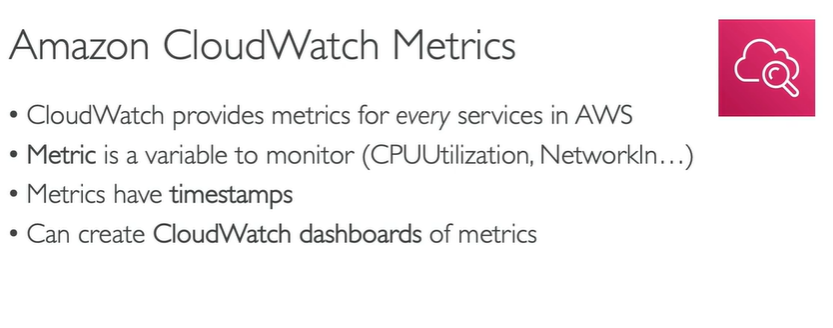 Amazon CloudWatch Metrics
• CloudWatch provides metrics for every services in AWS
• Metric is a variable to monitor (CPUUtilization, NetworkIn…)
• Metrics have timestamps
• Can create CloudWatch dashboards of metrics